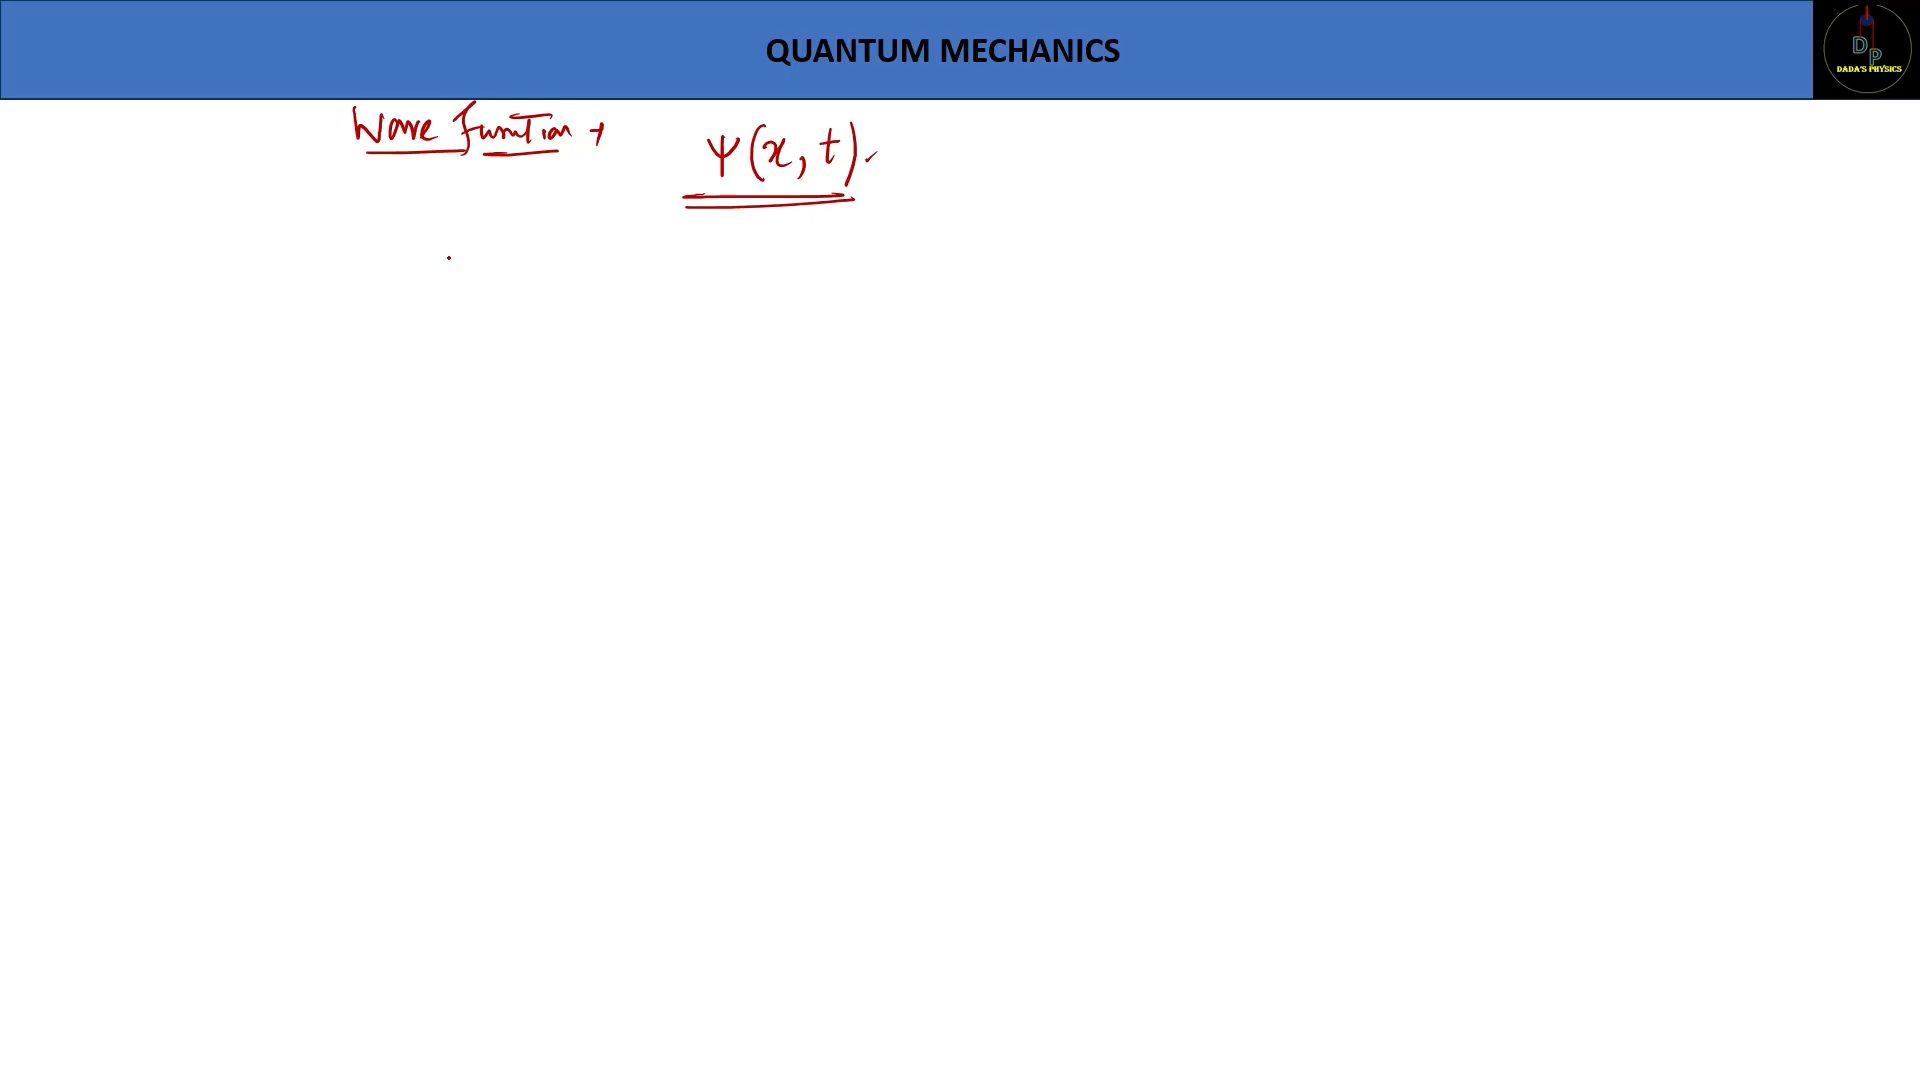 QUANTUM MECHANICS
D
P
DADA'S PHYSICS
Wave function →
Ψ(x, t).